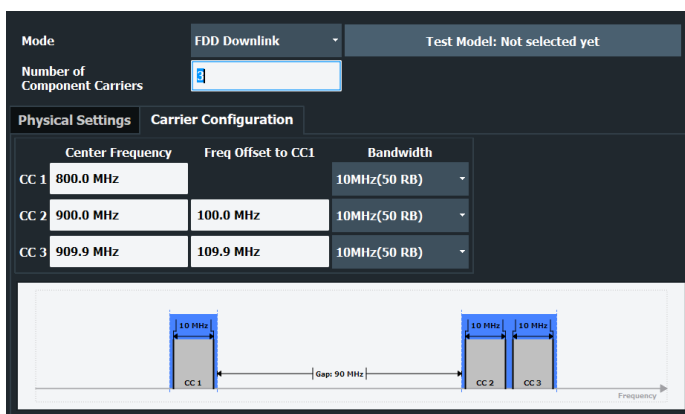 Mode FDD Downlink Test Model: Not selected yet
Number of
Component Carriers 3
Physical Settings Carrier Configuration
Center Frequency Freq Offset to CC1 Bandwidth
CC 1 800.0 MHz 10MHz(50 RB)
CC 2 900.0 MHz 100.0 MHz 10MHz(50 RB)
CC 3 909.9 MHz 109.9 MHz 10MHz(50 RB)
10 MHz 10 MHz 10 MHz
Gap: 90 MHz
CC 1 CC 2 CC 3
Frequency